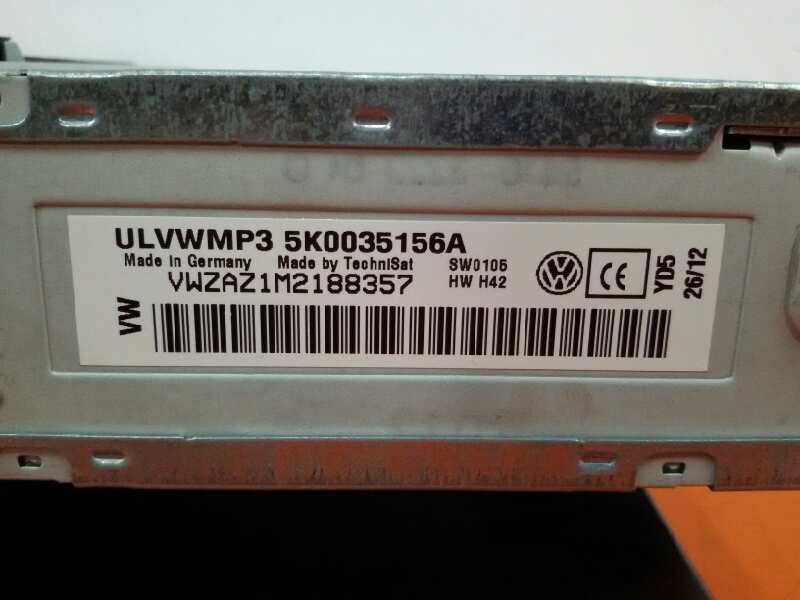 ULVWMP3 5K0035156A
Made in Germany Made by TechniSat SW0105
VWZAZ1M2188357 HW H42
VW
CE
YD5
26/12